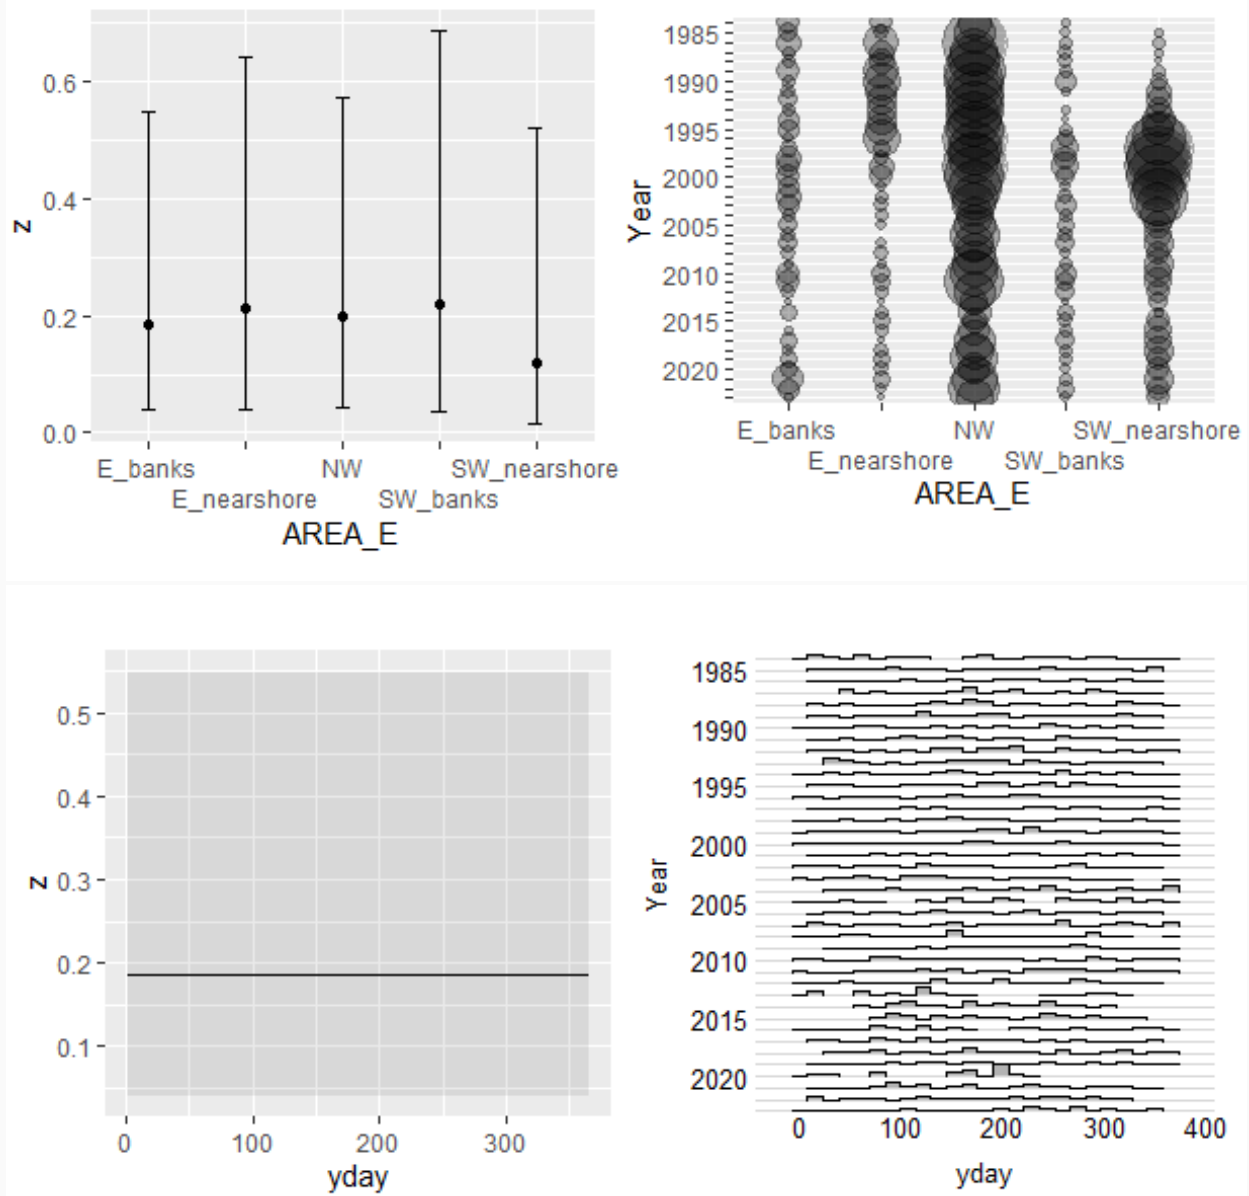 0.6
0.4
0.2
0.0
z
E_banks
NW
SW_nearshore
E_nearshore
SW_banks
AREA_E
1985
1990
1995
2000
2005
2010
2015
2020
Year
E_banks
NW
SW_nearshore
E_nearshore
SW_banks
AREA_E
0.5
0.4
0.3
0.2
0.1
z
0
100
200
300
yday
1985
1990
1995
2000
2005
2010
2015
2020
Year
0
100
200
300
400
yday